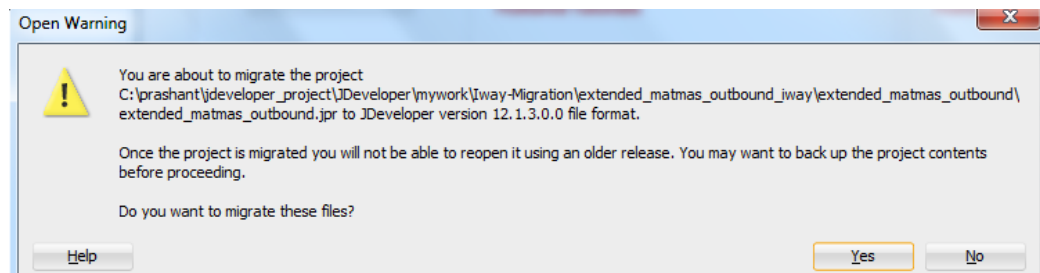 Open Warning
You are about to migrate the project
C:\prashant\jdeveloper_project\JDeveloper\mywork\Iway-Migration\extended_matmas_outbound_iway\extended_matmas_outbound\
extended_matmas_outbound.jpr to JDeveloper version 12.1.3.0.0 file format.
Once the project is migrated you will not be able to reopen it using an older release. You may want to back up the project contents
before proceeding.
Do you want to migrate these files?
Help Yes No